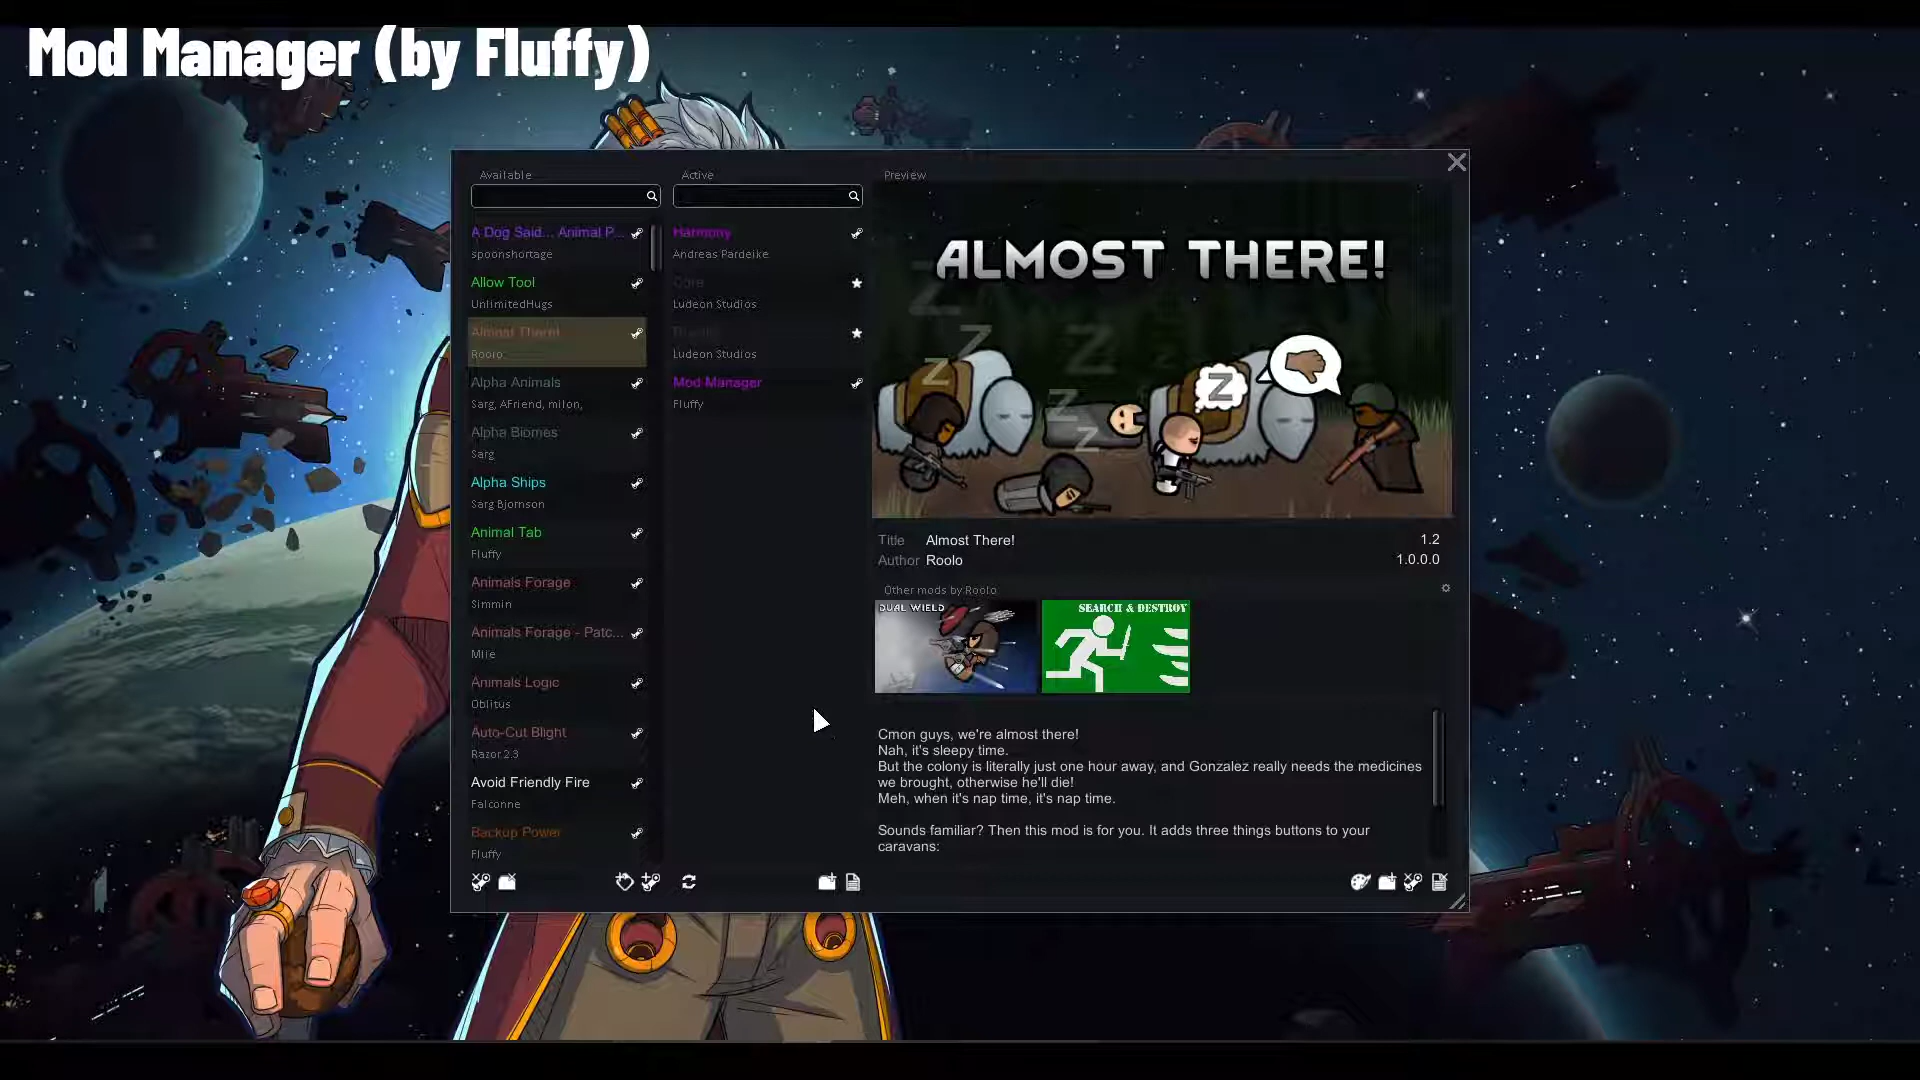 Mod Manager (by Fluffy)
Available
Active
Preview
A Dog Said... Animal P...
spoonshortage
Allow Tool
UnlimitedHugs
Almost There!
Roolo
Alpha Animals
Sarg, AFriend, milon,
Alpha Biomes
Sarg
Alpha Ships
Sarg Bjornson
Animal Tab
Fluffy
Animals Forage
Simmin
Animals Forage - Patc...
Mlie
Animals Logic
Oblitus
Auto-Cut Blight
Razor 2.3
Avoid Friendly Fire
Falconne
Backup Power
Fluffy
Harmony
Andreas Pardeike
Core
Ludeon Studios
Ludeon Studios
Mod Manager
Fluffy
ALMOST THERE!
Z
Z
Z
Z
Z
Z
Z
Title Almost There! 1.2
Author Roolo 1.0.0.0
Other mods by Roolo
DUAL WIELD
SEARCH & DESTROY
Cmon guys, we're almost there!
Nah, it's sleepy time.
But the colony is literally just one hour away, and Gonzalez really needs the medicines
we brought, otherwise he'll die!
Meh, when it's nap time, it's nap time.
Sounds familiar? Then this mod is for you. It adds three things buttons to your
caravans: